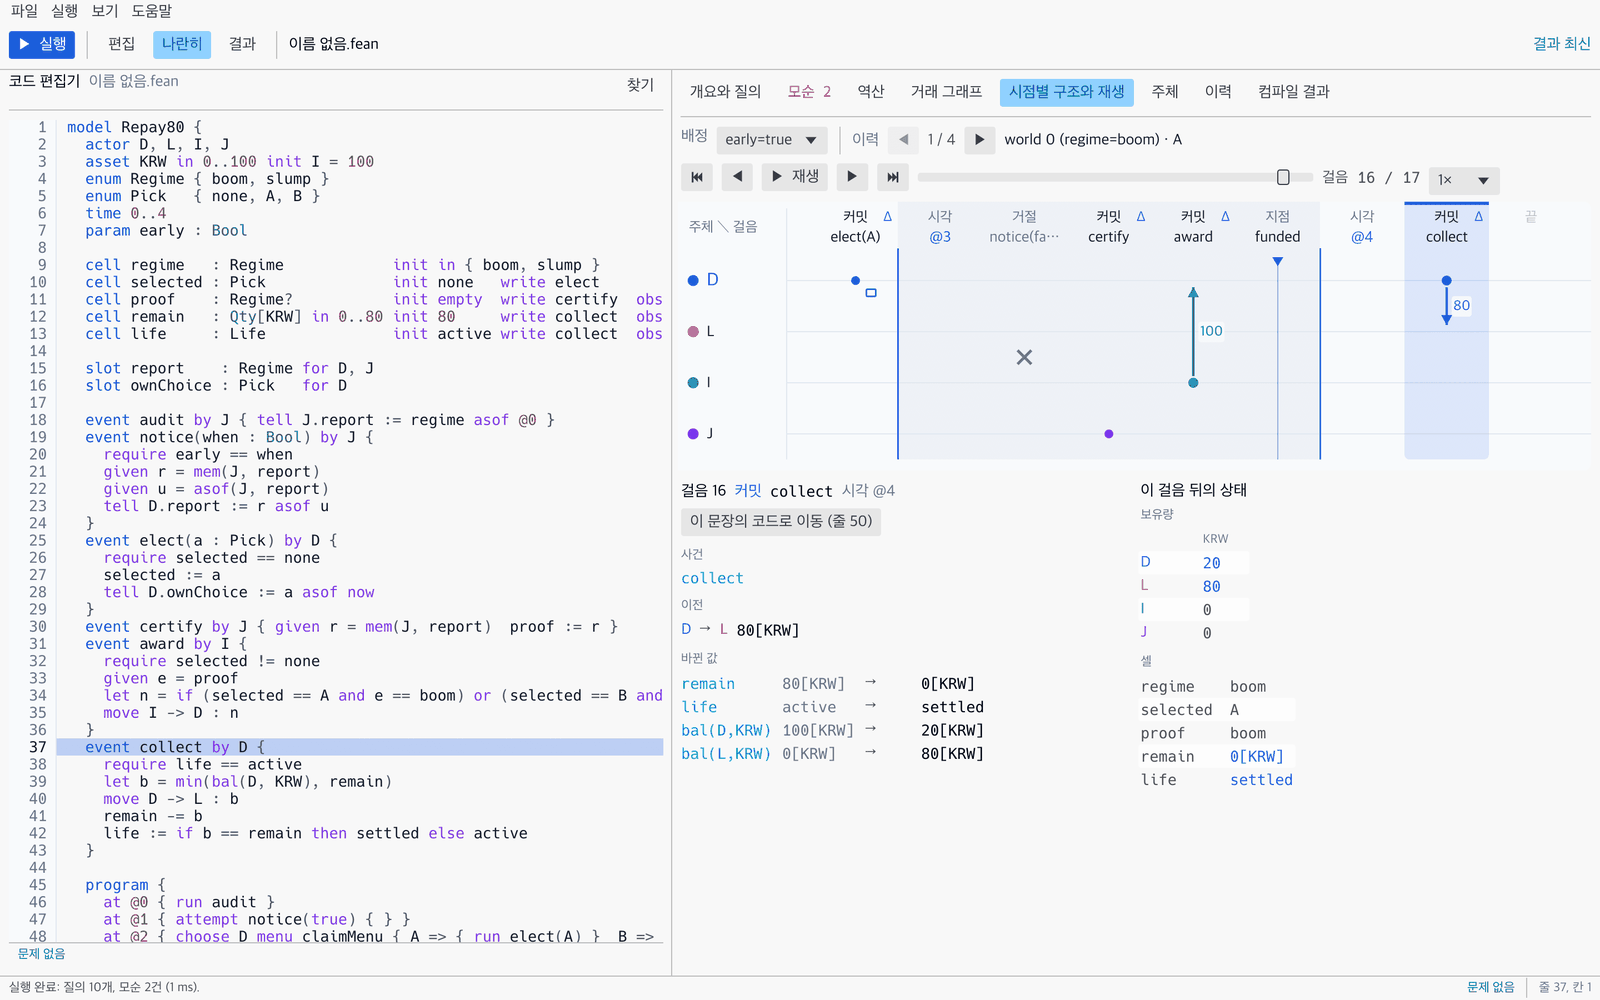 파일 실행 보기 도움말
▶ 실행 편집 나란히 결과 이름 없음.fean 결과 최신
코드 편집기 이름 없음.fean 찾기
1 model Repay80 {
2 actor D, L, I, J
3 asset KRW in 0..100 init I = 100
4 enum Regime { boom, slump }
5 enum Pick { none, A, B }
6 time 0..4
7 param early : Bool
8
9 cell regime : Regime init in { boom, slump }
10 cell selected : Pick init none write elect
11 cell proof : Regime? init empty write certify obs
12 cell remain : Qty[KRW] in 0..80 init 80 write collect obs
13 cell life : Life init active write collect obs
14
15 slot report : Regime for D, J
16 slot ownChoice : Pick for D
17
18 event audit by J { tell J.report := regime asof @0 }
19 event notice(when : Bool) by J {
20 require early == when
21 given r = mem(J, report)
22 given u = asof(J, report)
23 tell D.report := r asof u
24 }
25 event elect(a : Pick) by D {
26 require selected == none
27 selected := a
28 tell D.ownChoice := a asof now
29 }
30 event certify by J { given r = mem(J, report) proof := r }
31 event award by I {
32 require selected != none
33 given e = proof
34 let n = if (selected == A and e == boom) or (selected == B and
35 move I -> D : n
36 }
37 event collect by D {
38 require life == active
39 let b = min(bal(D, KRW), remain)
40 move D -> L : b
41 remain -= b
42 life := if b == remain then settled else active
43 }
44
45 program {
46 at @0 { run audit }
47 at @1 { attempt notice(true) { } }
48 at @2 { choose D menu claimMenu { A => { run elect(A) } B =>
문제 없음
개요와 질의 모순 2 역산 거래 그래프 시점별 구조와 재생 주체 이력 컴파일 결과
배정 early=true ▼ 이력 ◀ 1 / 4 ▶ world 0 (regime=boom) · A
⏮ ◀ ▶ 재생 ▶ ⏭ 걸음 16 / 17 1× ▼
주체 ╲ 걸음
커밋 Δ 시각 거절 커밋 Δ 커밋 Δ 지점 시각 커밋 Δ 끝
elect(A) @3 notice(fa⋯ certify award funded @4 collect
D
80
L
100
I
J
걸음 16 커밋 collect 시각 @4
이 문장의 코드로 이동 (줄 50)
사건
collect
이전
D → L 80[KRW]
바뀐 값
remain 80[KRW] → 0[KRW]
life active → settled
bal(D,KRW) 100[KRW] → 20[KRW]
bal(L,KRW) 0[KRW] → 80[KRW]
이 걸음 뒤의 상태
보유량
KRW
D 20
L 80
I 0
J 0
셀
regime boom
selected A
proof boom
remain 0[KRW]
life settled
실행 완료: 질의 10개, 모순 2건 (1 ms). 문제 없음 줄 37, 칸 1